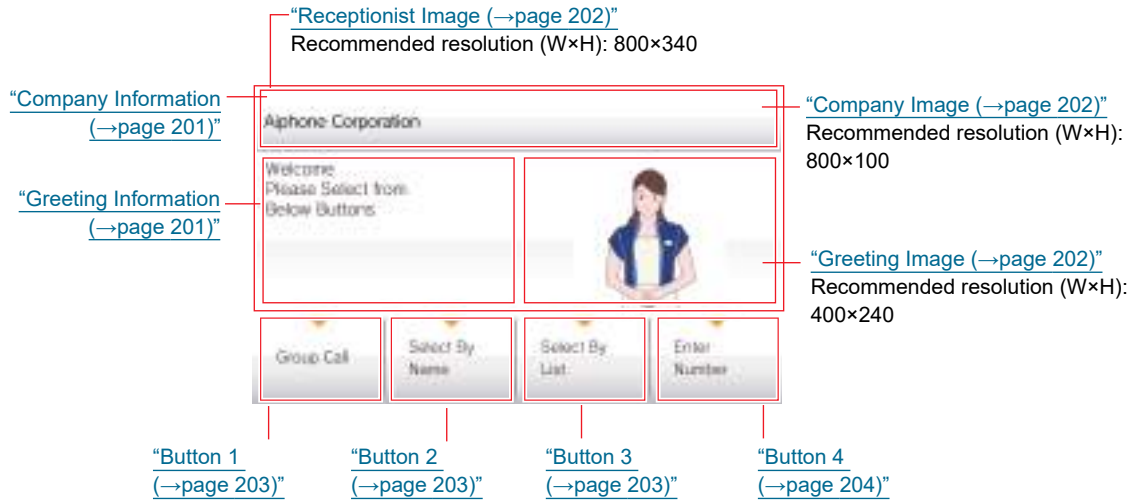 “Receptionist Image (→page 202)”
Recommended resolution (W×H): 800×340
“Company Information
(→page 201)”
Aiphone Corporation
“Company Image (→page 202)”
Recommended resolution (W×H):
800×100
“Greeting Information
(→page 201)”
Welcome
Please Select from
Below Buttons
“Greeting Image (→page 202)”
Recommended resolution (W×H):
400×240
Group Call
Select By
Name
Select By
List
Enter
Number
“Button 1
(→page 203)”
“Button 2
(→page 203)”
“Button 3
(→page 203)”
“Button 4
(→page 204)”